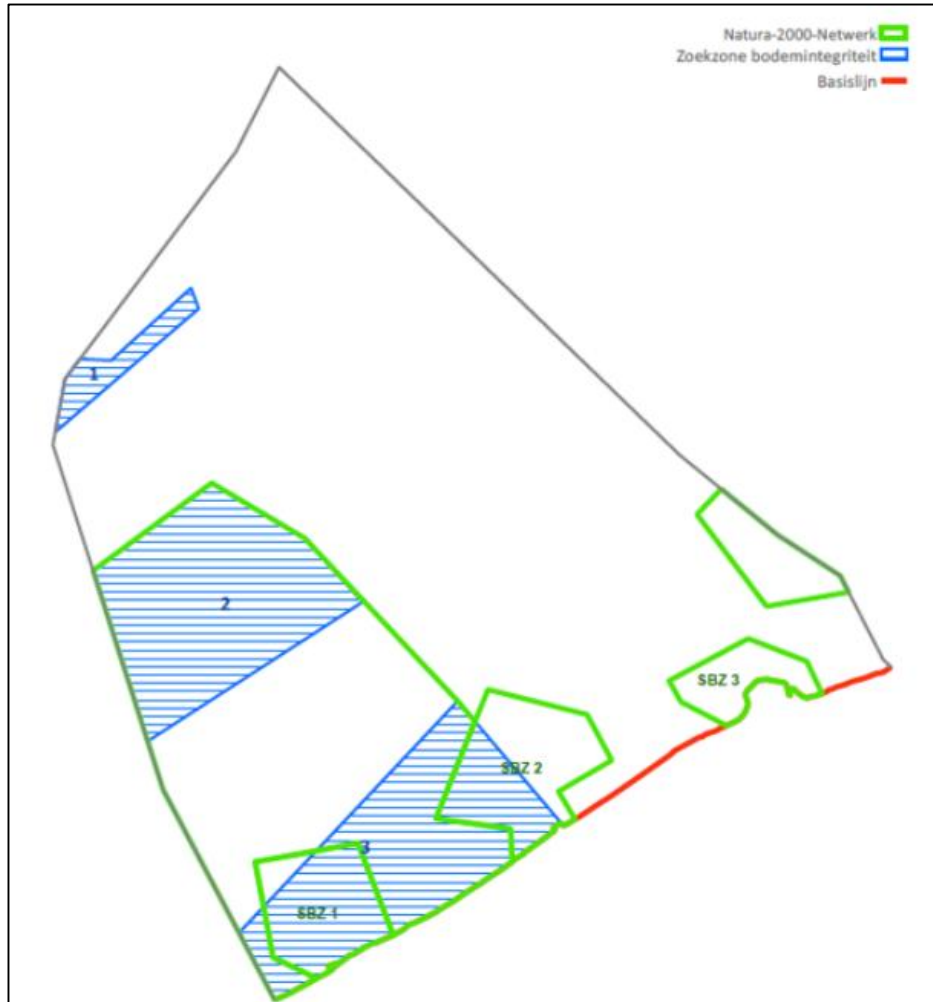 Natura-2000-Netwerk
Zoekzone bodemintegriteit
Basislijn
1
2
SBZ 3
SBZ 2
3
SBZ 1